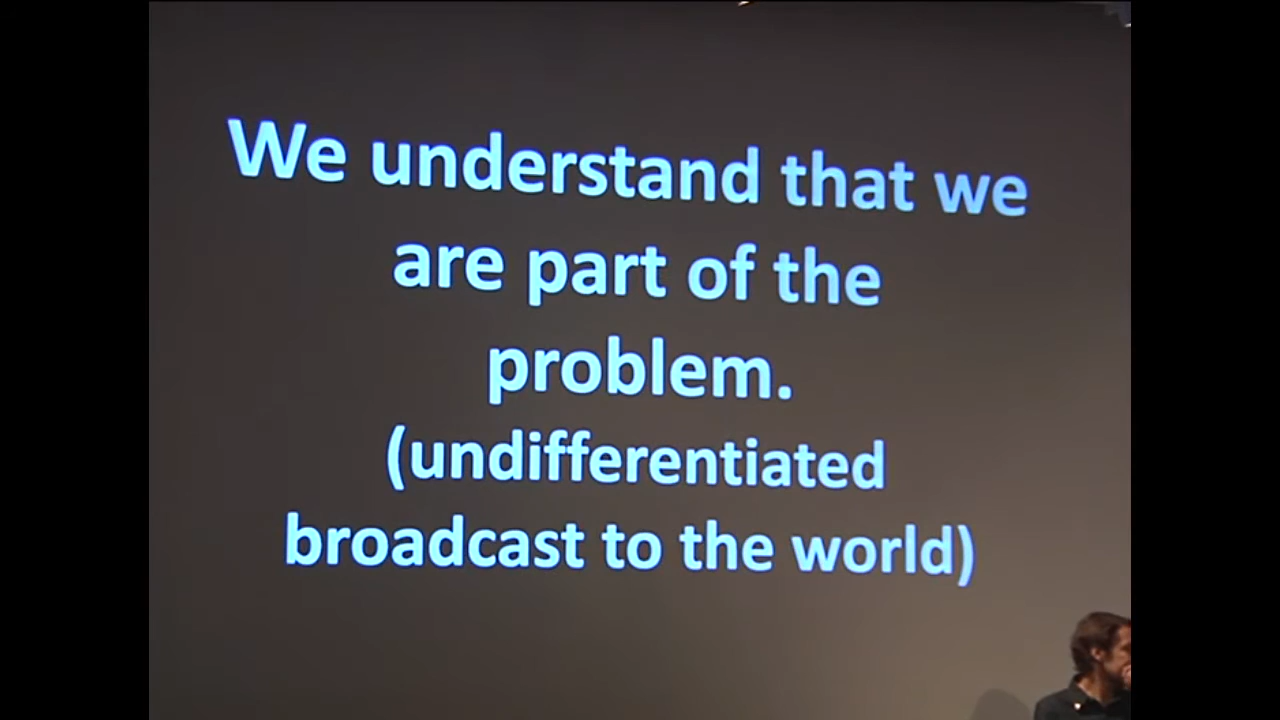 We understand that we
are part of the
problem.
(undifferentiated
broadcast to the world)